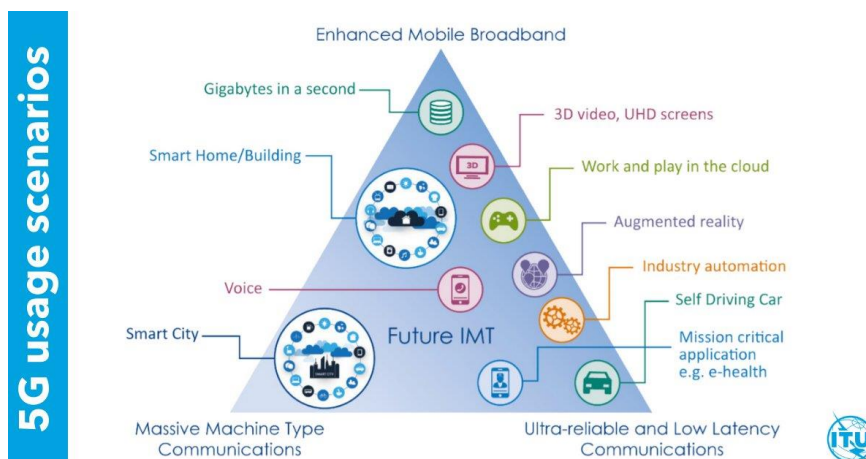 5G usage scenarios
Enhanced Mobile Broadband
Gigabytes in a second
3D video, UHD screens
Smart Home/Building
3D
Work and play in the cloud
Augmented reality
Industry automation
Voice
Self Driving Car
Smart City
Future IMT
Mission critical
application
e.g. e-health
SMART CITY
Massive Machine Type
Communications
Ultra-reliable and Low Latency
Communications
ITU